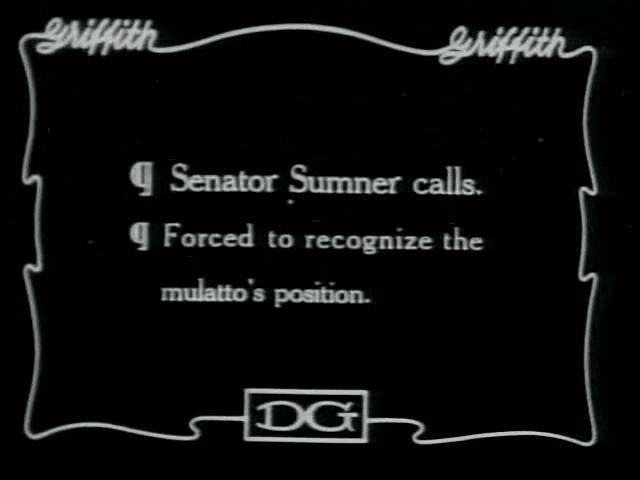 Griffith Griffith
¶ Senator Sumner calls.
¶ Forced to recognize the
mulatto's position.
DG